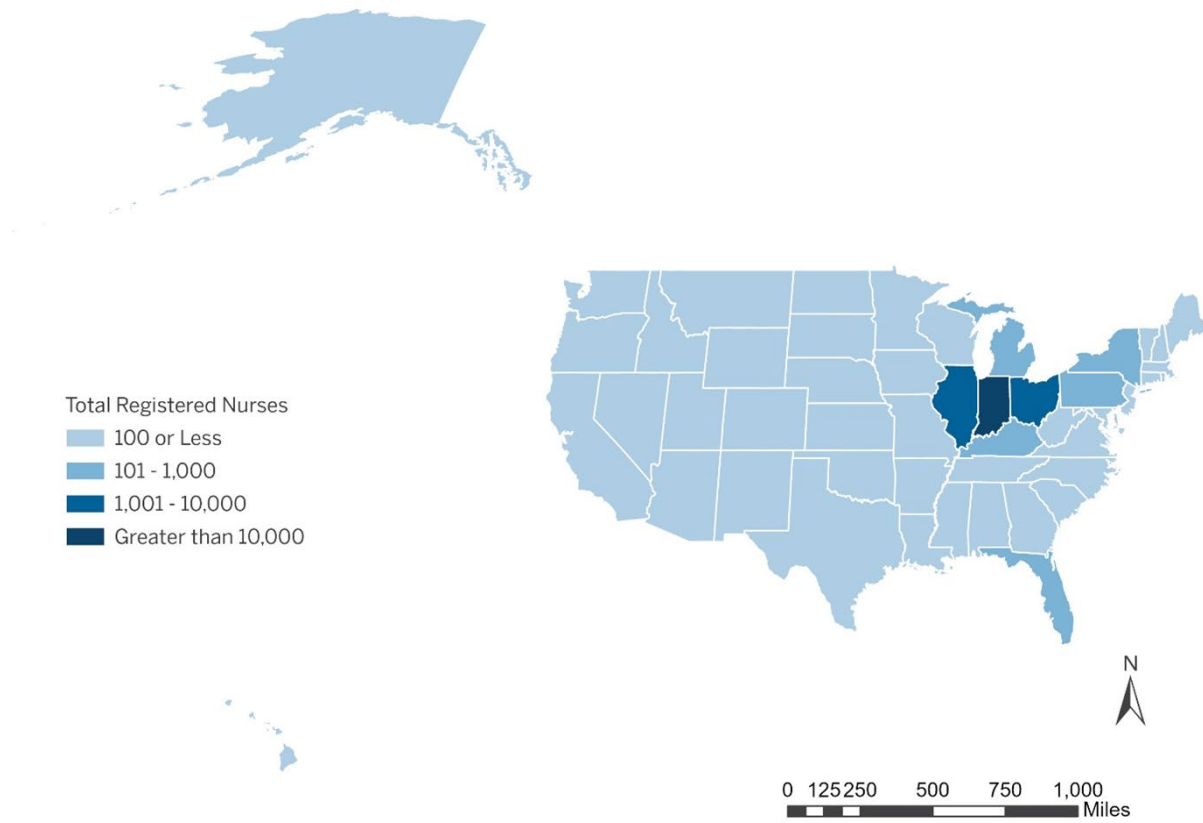 Total Registered Nurses
100 or Less
101 - 1,000
1,001 - 10,000
Greater than 10,000
N
0 125 250 500 750 1,000
Miles